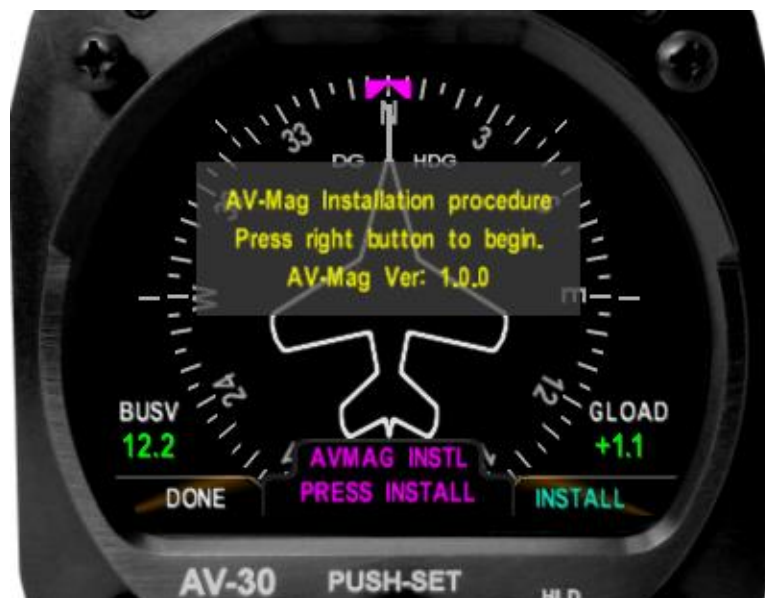 N
33
3
DG HDG
AV-Mag Installation procedure
Press right button to begin.
AV-Mag Ver: 1.0.0
W
E
24
12
BUSV
12.2
GLOAD
+1.1
AVMAG INSTL
PRESS INSTALL
DONE
INSTALL
AV-30
PUSH-SET
HLD